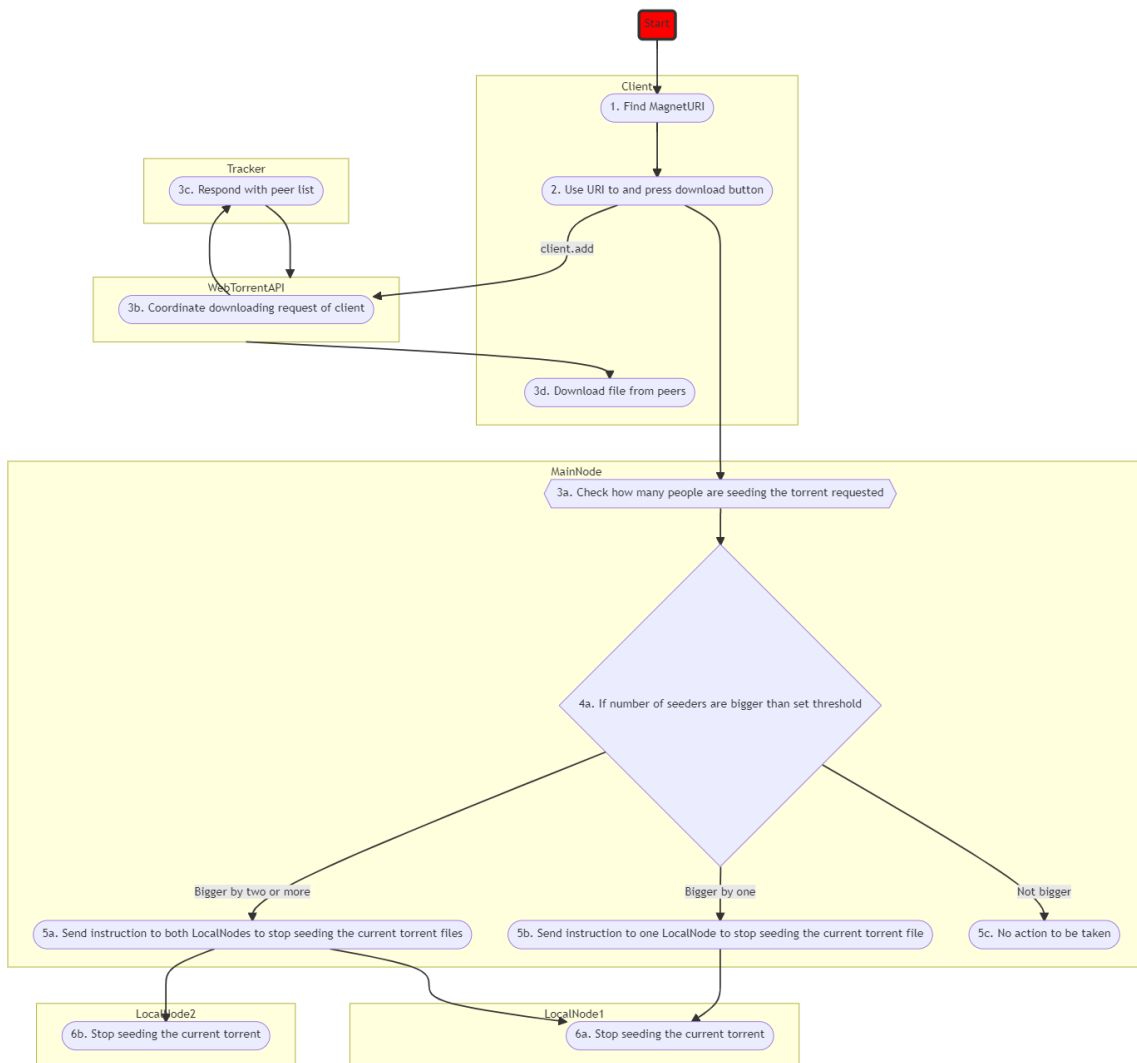 Start
Client
1. Find MagnetURI
Tracker
3c. Respond with peer list
2. Use URI to and press download button
client.add
WebTorrentAPI
3b. Coordinate downloading request of client
3d. Download file from peers
MainNode
3a. Check how many people are seeding the torrent requested
4a. If number of seeders are bigger than set threshold
Bigger by two or more
Bigger by one
Not bigger
5a. Send instruction to both LocalNodes to stop seeding the current torrent files
5b. Send instruction to one LocalNode to stop seeding the current torrent file
5c. No action to be taken
LocalNode2
LocalNode1
6b. Stop seeding the current torrent
6a. Stop seeding the current torrent